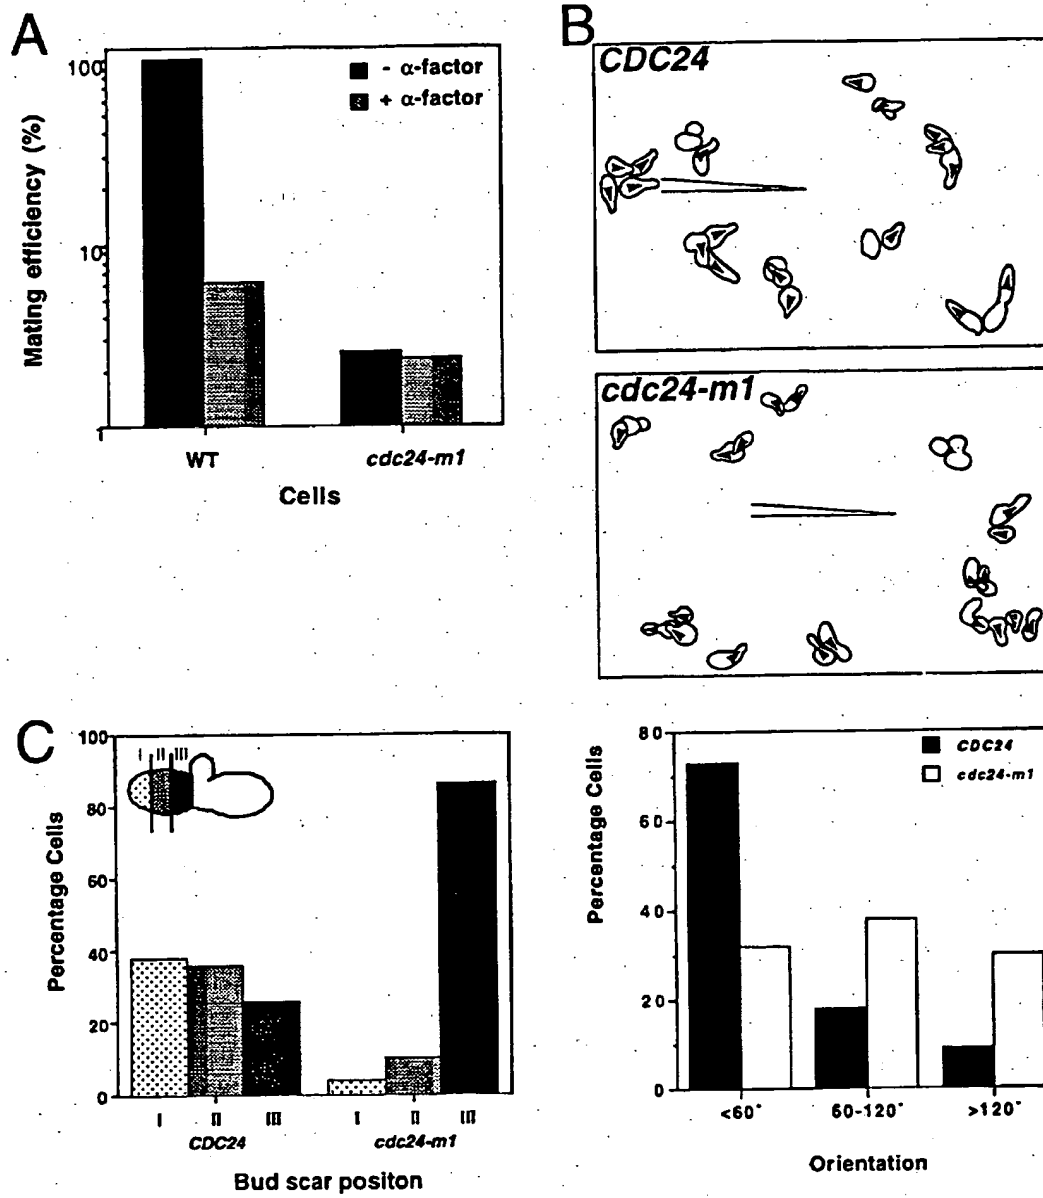 A
100
10
Mating efficiency (%)
- α-factor
+ α-factor
WT
cdc24-m1
Cells
B
CDC24
cdc24-m1
C
100
80
60
40
20
0
Percentage Cells
I II III
I II III
CDC24
I II III
cdc24-m1
Bud scar positon
80
60
40
20
0
Percentage Cells
CDC24
cdc24-m1
<60°
60-120°
>120°
Orientation